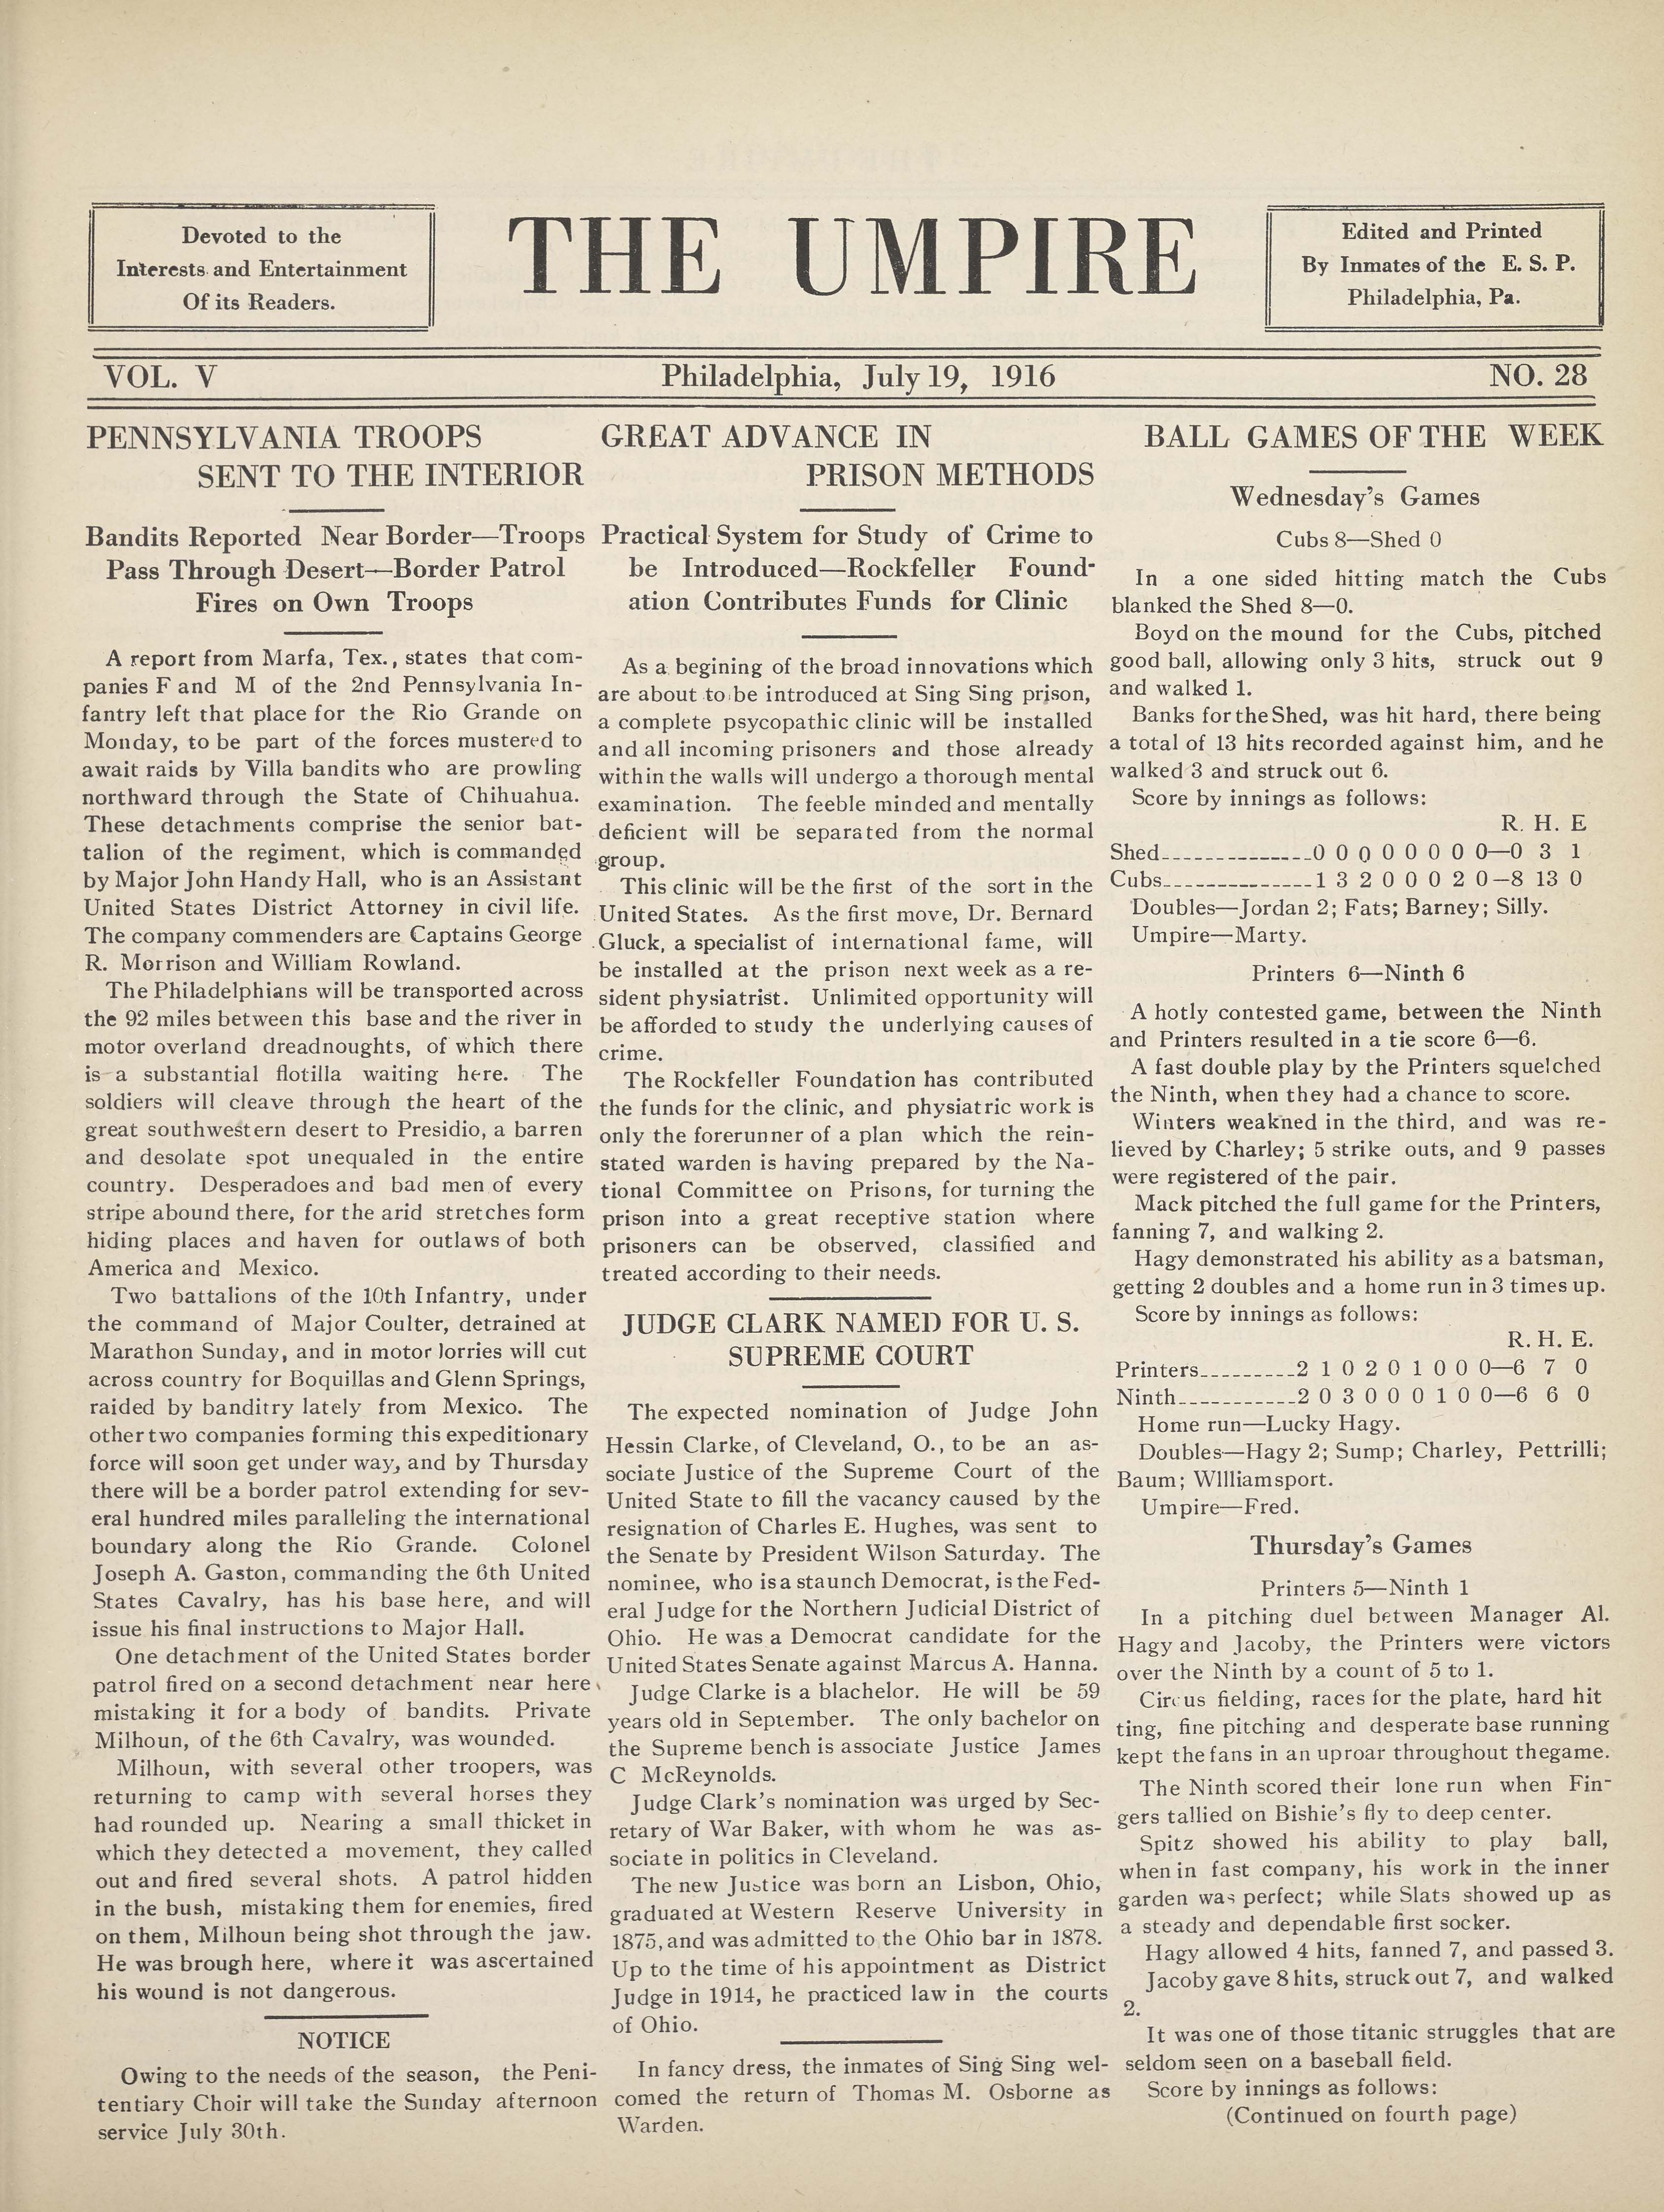 Devoted to the
Interests and Entertainment
Of its Readers.
THE UMPIRE
Edited and Printed
By Inmates of the E. S. P.
Philadelphia, Pa.
VOL. V
Philadelphia, July 19, 1916
NO. 28
PENNSYLVANIA TROOPS
SENT TO THE INTERIOR
Bandits Reported Near Border—Troops
Pass Through Desert—Border Patrol
Fires on Own Troops
A report from Marfa, Tex., states that com-
panies F and M of the 2nd Pennsylvania In-
fantry left that place for the Rio Grande on
Monday, to be part of the forces mustered to
await raids by Villa bandits who are prowling
northward through the State of Chihuahua.
These detachments comprise the senior bat-
talion of the regiment, which is commanded
by Major John Handy Hall, who is an Assistant
United States District Attorney in civil life.
The company commenders are Captains George
R. Morrison and William Rowland.
The Philadelphians will be transported across
the 92 miles between this base and the river in
motor overland dreadnoughts, of which there
is a substantial flotilla waiting here. The
soldiers will cleave through the heart of the
great southwestern desert to Presidio, a barren
and desolate spot unequaled in the entire
country. Desperadoes and bad men of every
stripe abound there, for the arid stretches form
hiding places and haven for outlaws of both
America and Mexico.
Two battalions of the 10th Infantry, under
the command of Major Coulter, detrained at
Marathon Sunday, and in motor lorries will cut
across country for Boquillas and Glenn Springs,
raided by banditry lately from Mexico. The
other two companies forming this expeditionary
force will soon get under way, and by Thursday
there will be a border patrol extending for sev-
eral hundred miles paralleling the international
boundary along the Rio Grande. Colonel
Joseph A. Gaston, commanding the 6th United
States Cavalry, has his base here, and will
issue his final instructions to Major Hall.
One detachment of the United States border
patrol fired on a second detachment near here
mistaking it for a body of bandits. Private
Milhoun, of the 6th Cavalry, was wounded.
Milhoun, with several other troopers, was
returning to camp with several horses they
had rounded up. Nearing a small thicket in
which they detected a movement, they called
out and fired several shots. A patrol hidden
in the bush, mistaking them for enemies, fired
on them, Milhoun being shot through the jaw.
He was brough here, where it was ascertained
his wound is not dangerous.
NOTICE
Owing to the needs of the season, the Peni-
tentiary Choir will take the Sunday afternoon
service July 30th.
GREAT ADVANCE IN
PRISON METHODS
Practical System for Study of Crime to
be Introduced—Rockfeller Found-
ation Contributes Funds for Clinic
As a begining of the broad innovations which
are about to be introduced at Sing Sing prison,
a complete psycopathic clinic will be installed
and all incoming prisoners and those already
within the walls will undergo a thorough mental
examination. The feeble minded and mentally
deficient will be separated from the normal
group.
This clinic will be the first of the sort in the
United States. As the first move, Dr. Bernard
Gluck, a specialist of international fame, will
be installed at the prison next week as a re-
sident physiatrist. Unlimited opportunity will
be afforded to study the underlying causes of
crime.
The Rockfeller Foundation has contributed
the funds for the clinic, and physiatric work is
only the forerunner of a plan which the rein-
stated warden is having prepared by the Na-
tional Committee on Prisons, for turning the
prison into a great receptive station where
prisoners can be observed, classified and
treated according to their needs.
JUDGE CLARK NAMED FOR U. S.
SUPREME COURT
The expected nomination of Judge John
Hessin Clarke, of Cleveland, O., to be an as-
sociate Justice of the Supreme Court of the
United State to fill the vacancy caused by the
resignation of Charles E. Hughes, was sent to
the Senate by President Wilson Saturday. The
nominee, who is a staunch Democrat, is the Fed-
eral Judge for the Northern Judicial District of
Ohio. He was a Democrat candidate for the
United States Senate against Marcus A. Hanna.
Judge Clarke is a blachelor. He will be 59
years old in September. The only bachelor on
the Supreme bench is associate Justice James
C McReynolds.
Judge Clark's nomination was urged by Sec-
retary of War Baker, with whom he was as-
sociate in politics in Cleveland.
The new Justice was born an Lisbon, Ohio,
graduated at Western Reserve University in
1875, and was admitted to the Ohio bar in 1878.
Up to the time of his appointment as District
Judge in 1914, he practiced law in the courts
of Ohio.
In fancy dress, the inmates of Sing Sing wel-
comed the return of Thomas M. Osborne as
Warden.
BALL GAMES OF THE WEEK
Wednesday's Games
Cubs 8—Shed 0
In a one sided hitting match the Cubs
blanked the Shed 8—0.
Boyd on the mound for the Cubs, pitched
good ball, allowing only 3 hits, struck out 9
and walked 1.
Banks for the Shed, was hit hard, there being
a total of 13 hits recorded against him, and he
walked 3 and struck out 6.
Score by innings as follows:
R. H. E
Shed--------------0 0 0 0 0 0 0 0 0—0 3 1
Cubs--------------1 3 2 0 0 0 2 0—8 13 0
Doubles—Jordan 2; Fats; Barney; Silly.
Umpire—Marty.
Printers 6—Ninth 6
A hotly contested game, between the Ninth
and Printers resulted in a tie score 6—6.
A fast double play by the Printers squelched
the Ninth, when they had a chance to score.
Winters weakned in the third, and was re-
lieved by Charley; 5 strike outs, and 9 passes
were registered of the pair.
Mack pitched the full game for the Printers,
fanning 7, and walking 2.
Hagy demonstrated his ability as a batsman,
getting 2 doubles and a home run in 3 times up.
Score by innings as follows:
R. H. E.
Printers---------2 1 0 2 0 1 0 0 0—6 7 0
Ninth-----------2 0 3 0 0 0 1 0 0—6 6 0
Home run—Lucky Hagy.
Doubles—Hagy 2; Sump; Charley, Pettrilli;
Baum; WIlliamsport.
Umpire—Fred.
Thursday's Games
Printers 5—Ninth 1
In a pitching duel between Manager Al.
Hagy and Jacoby, the Printers were victors
over the Ninth by a count of 5 to 1.
Circus fielding, races for the plate, hard hit
ting, fine pitching and desperate base running
kept the fans in an uproar throughout thegame.
The Ninth scored their lone run when Fin-
gers tallied on Bishie's fly to deep center.
Spitz showed his ability to play ball,
when in fast company, his work in the inner
garden was perfect; while Slats showed up as
a steady and dependable first socker.
Hagy allowed 4 hits, fanned 7, and passed 3.
Jacoby gave 8 hits, struck out 7, and walked
2.
It was one of those titanic struggles that are
seldom seen on a baseball field.
Score by innings as follows:
(Continued on fourth page)